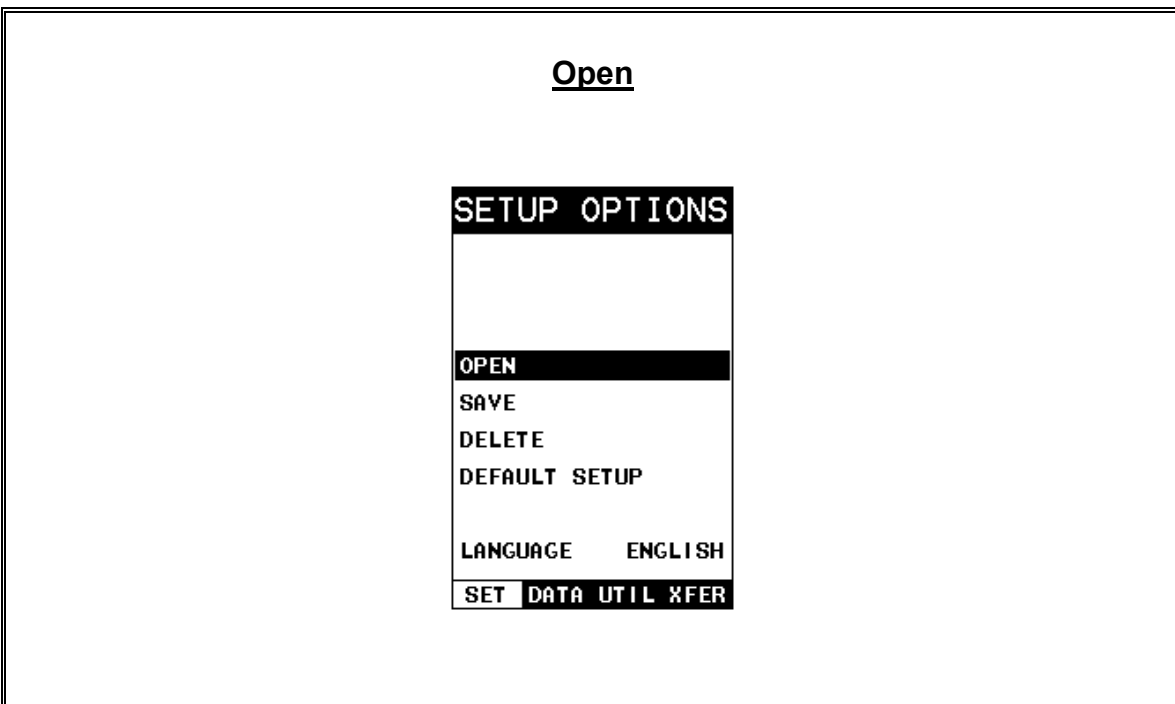 Open
SETUP OPTIONS
OPEN
SAVE
DELETE
DEFAULT SETUP
LANGUAGE ENGLISH
SET DATA UTIL XFER